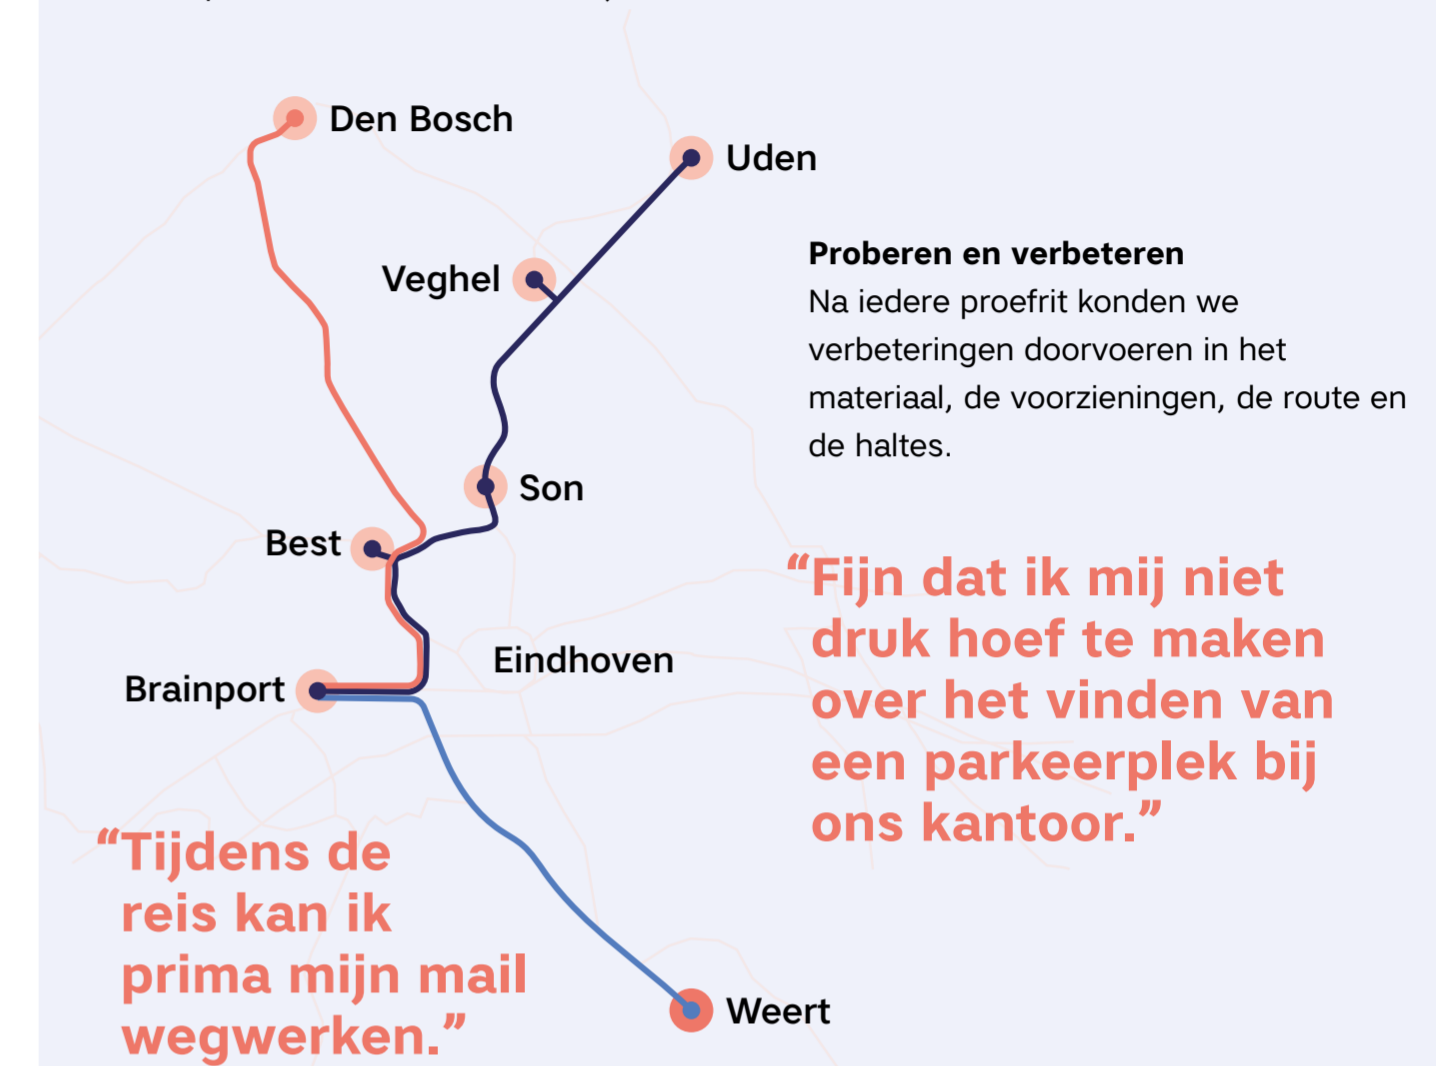 Den Bosch
Uden
Veghel
Proberen en verbeteren
Na iedere proefrit konden we
verbeteringen doorvoeren in het
materiaal, de voorzieningen, de route en
de haltes.
Son
Best
“Fijn dat ik mij niet
druk hoef te maken
over het vinden van
een parkeerplek bij
ons kantoor.”
Eindhoven
Brainport
“Tijdens de
reis kan ik
prima mijn mail
wegwerken.”
Weert